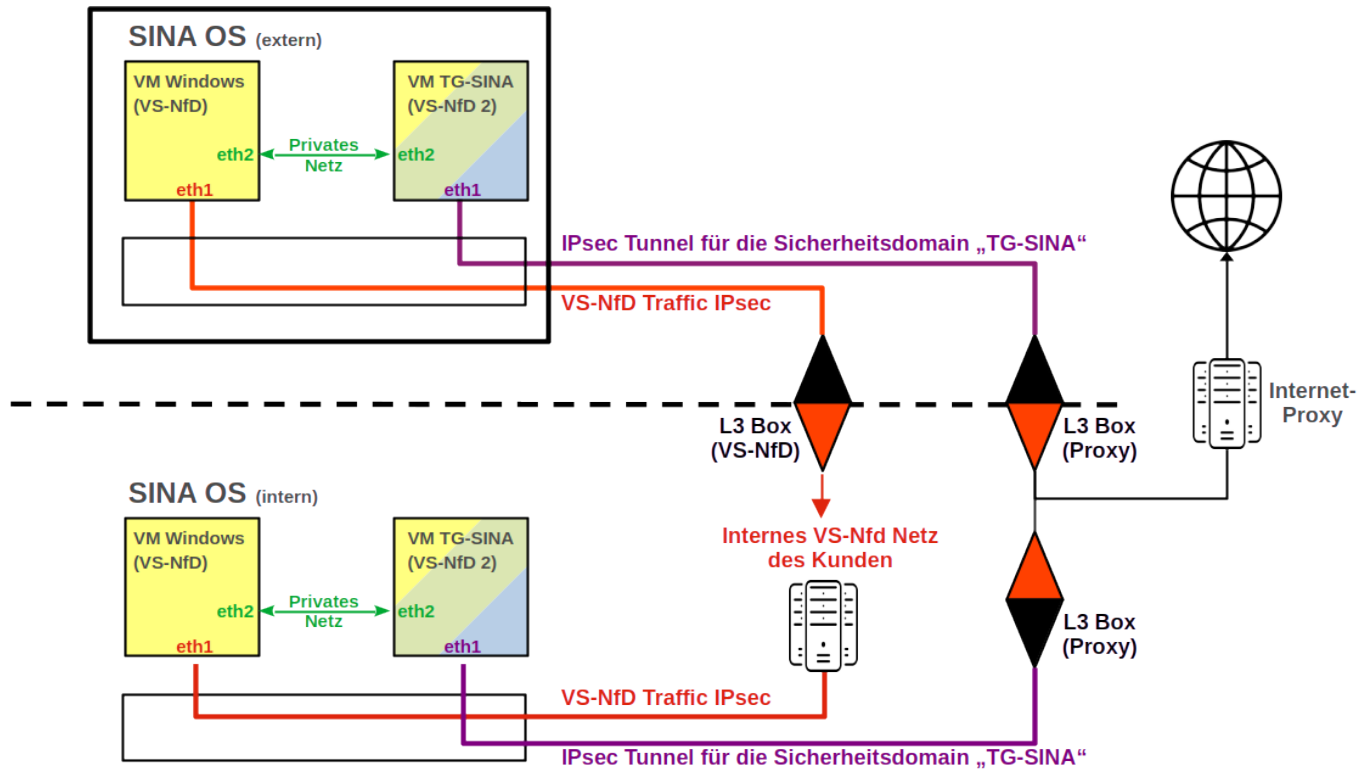 SINA OS (extern)
VM Windows
(VS-NfD)
eth2
eth1
Privates
Netz
VM TG-SINA
(VS-NfD 2)
eth2
eth1
IPsec Tunnel für die Sicherheitsdomain „TG-SINA“
VS-NfD Traffic IPsec
L3 Box
(VS-NfD)
L3 Box
(Proxy)
Internet-
Proxy
SINA OS (intern)
VM Windows
(VS-NfD)
eth2
eth1
Privates
Netz
VM TG-SINA
(VS-NfD 2)
eth2
eth1
Internes VS-Nfd Netz
des Kunden
L3 Box
(Proxy)
VS-NfD Traffic IPsec
IPsec Tunnel für die Sicherheitsdomain „TG-SINA“